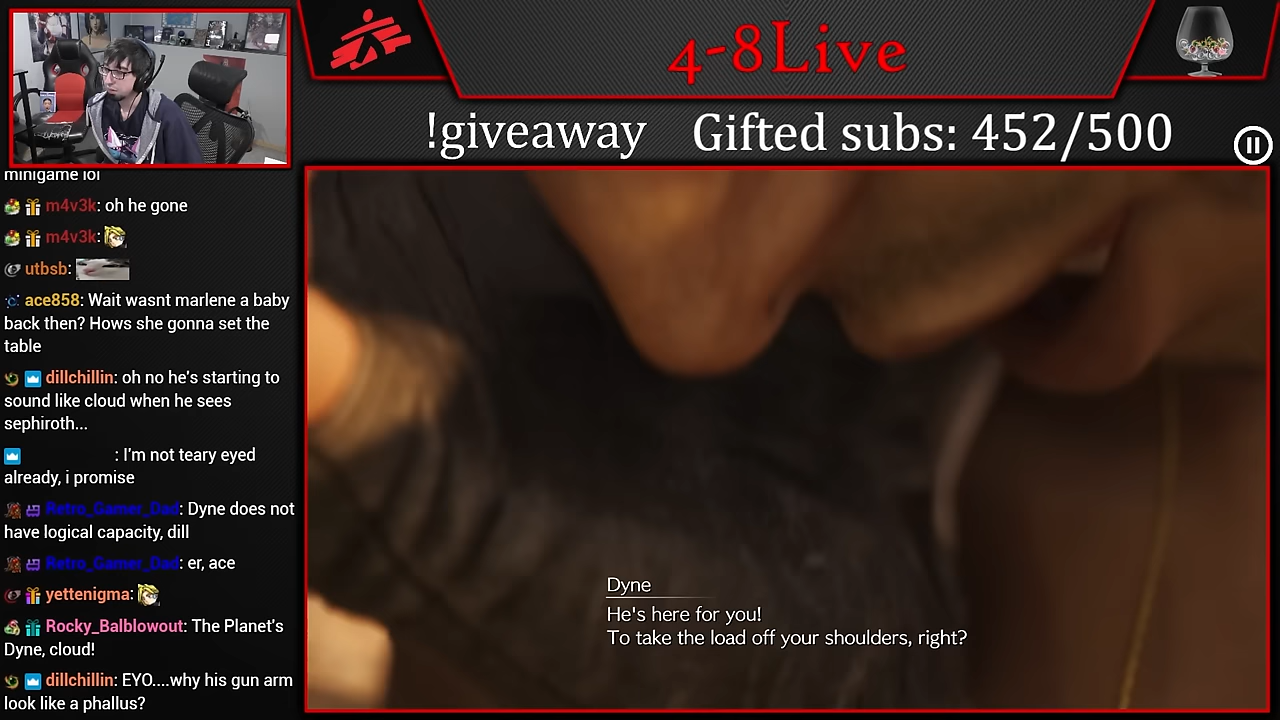 4-8Live
!giveaway
Gifted subs: 452/500
minigame lol
m4v3k: oh he gone
m4v3k:
utbsb:
ace858: Wait wasnt marlene a baby
back then? Hows she gonna set the
table
dillchillin: oh no he's starting to
sound like cloud when he sees
sephiroth...
: I'm not teary eyed
already, i promise
Retro_Gamer_Dad: Dyne does not
have logical capacity, dill
Retro_Gamer_Dad: er, ace
yettenigma:
Rocky_Balblowout: The Planet's
Dyne, cloud!
dillchillin: EYO....why his gun arm
look like a phallus?
Dyne
He's here for you!
To take the load off your shoulders, right?